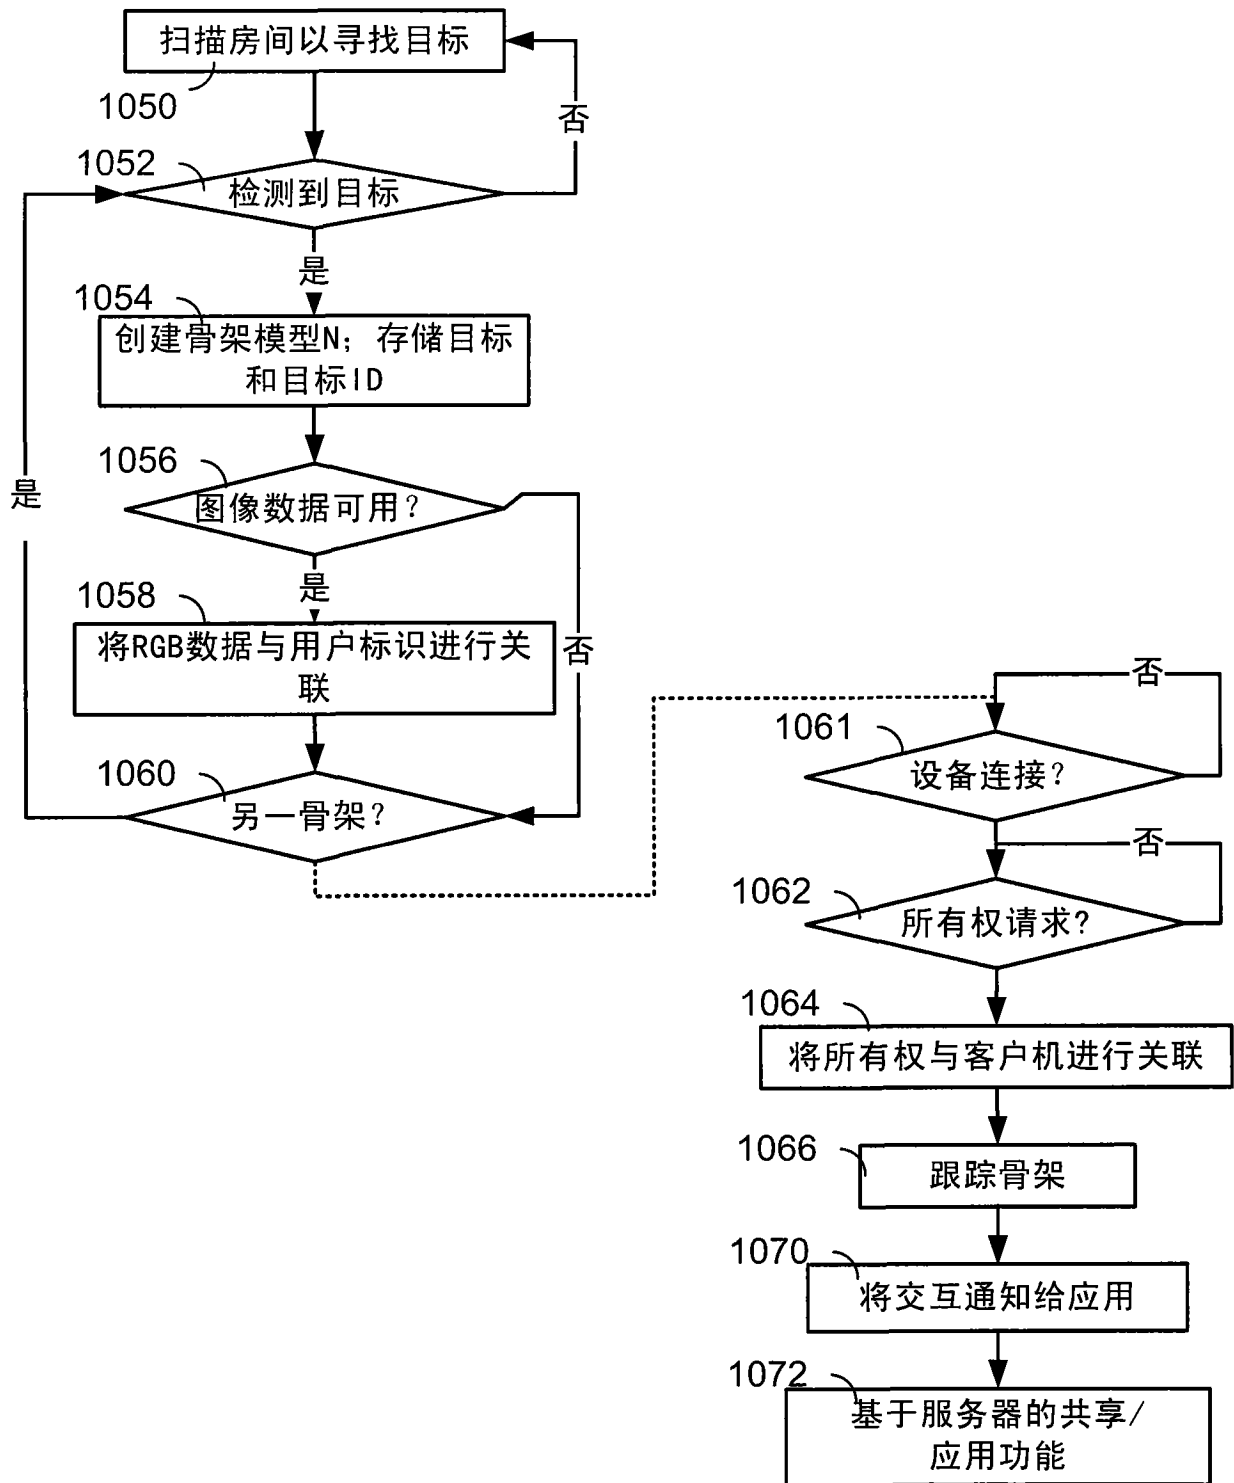 扫描房间以寻找目标
1050
否
1052
检测到目标
是
1054
创建骨架模型N；存储目标
和目标ID
1056
图像数据可用？
是
是
1058
将RGB数据与用户标识进行关
联
否
1060
另一骨架？
否
1061
设备连接？
否
1062
所有权请求?
1064
将所有权与客户机进行关联
1066
跟踪骨架
1070
将交互通知给应用
1072
基于服务器的共享/
应用功能